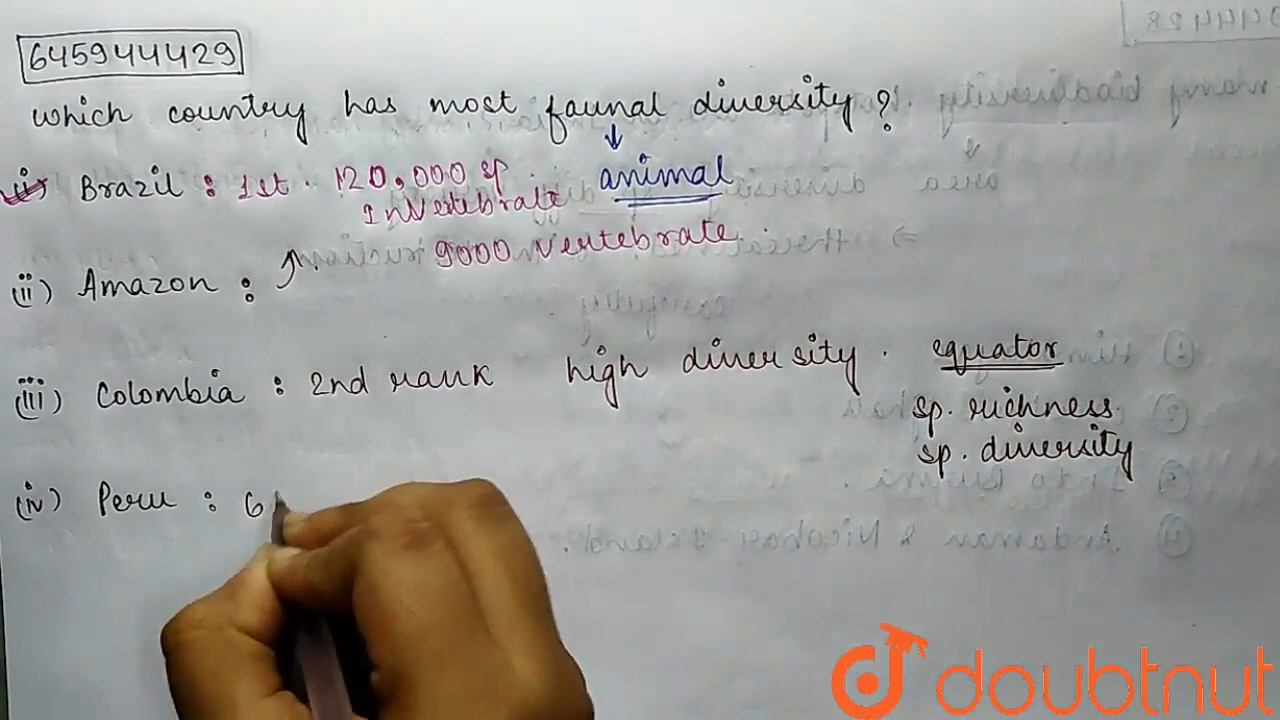 645944429
which country has most faunal diversity ?
(i) Brazil : 1st . 120,000 sp. animal
Invertebrate
9000 vertebrate
(ii) Amazon :
(iii) Colombia : 2nd rank high diversity . equator
sp. richness
sp. diversity
(iv) Peru : 6
doubtnut